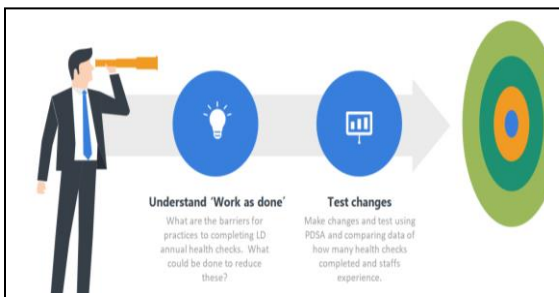 Understand 'Work as done'
What are the barriers for
practices to completing LD
annual health checks. What
could be done to reduce
these?
Test changes
Make changes and test using
PDSA and comparing data of
how many health checks
completed and staffs
experience.